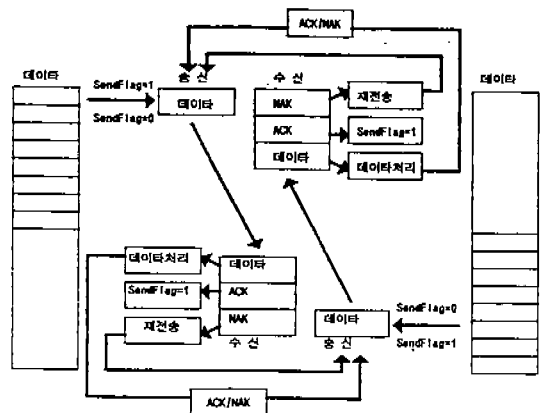 ACK/NAK
데이타
SendFlag=1
SendFlag=0
송 신
데이타
수 신
NAK
ACK
데이타
재전송
SendFlag=1
데이타처리
데이타
데이타처리
SendFlag=1
재전송
데이타
ACK
NAK
수 신
데이타
송 신
SendFlag=0
SendFlag=1
ACK/NAK